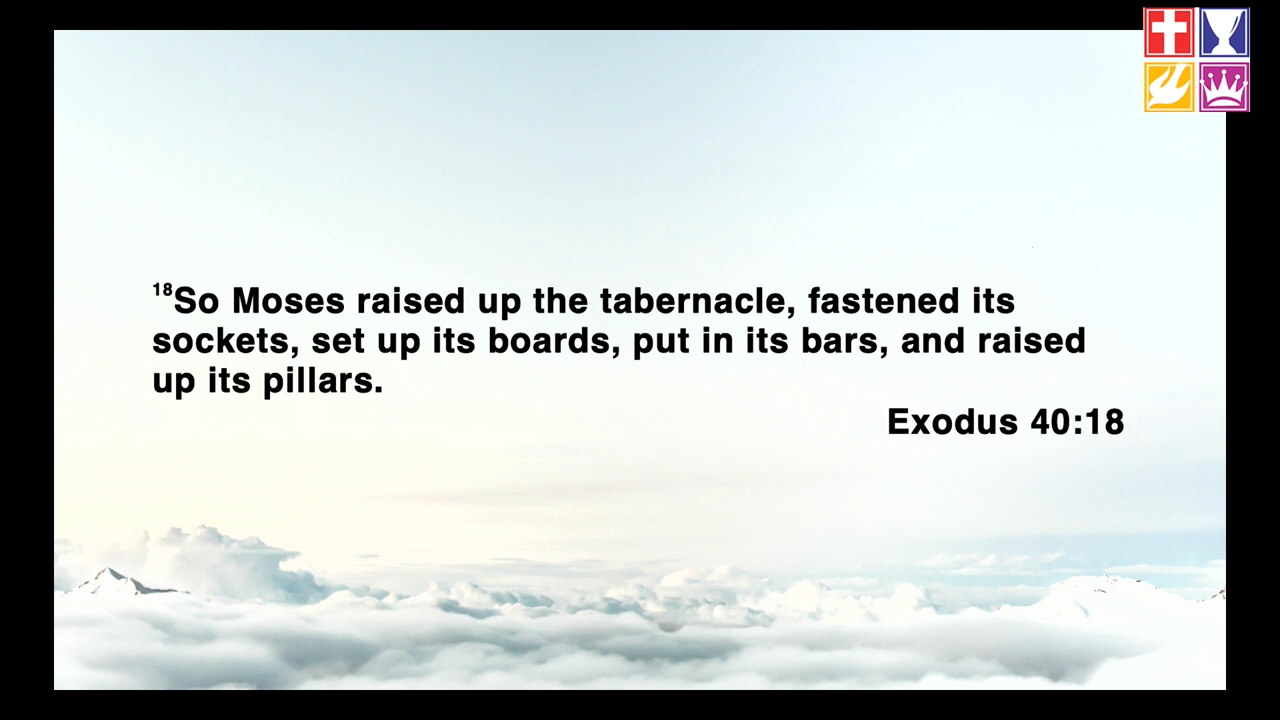 ¹⁸So Moses raised up the tabernacle, fastened its
sockets, set up its boards, put in its bars, and raised
up its pillars.
Exodus 40:18